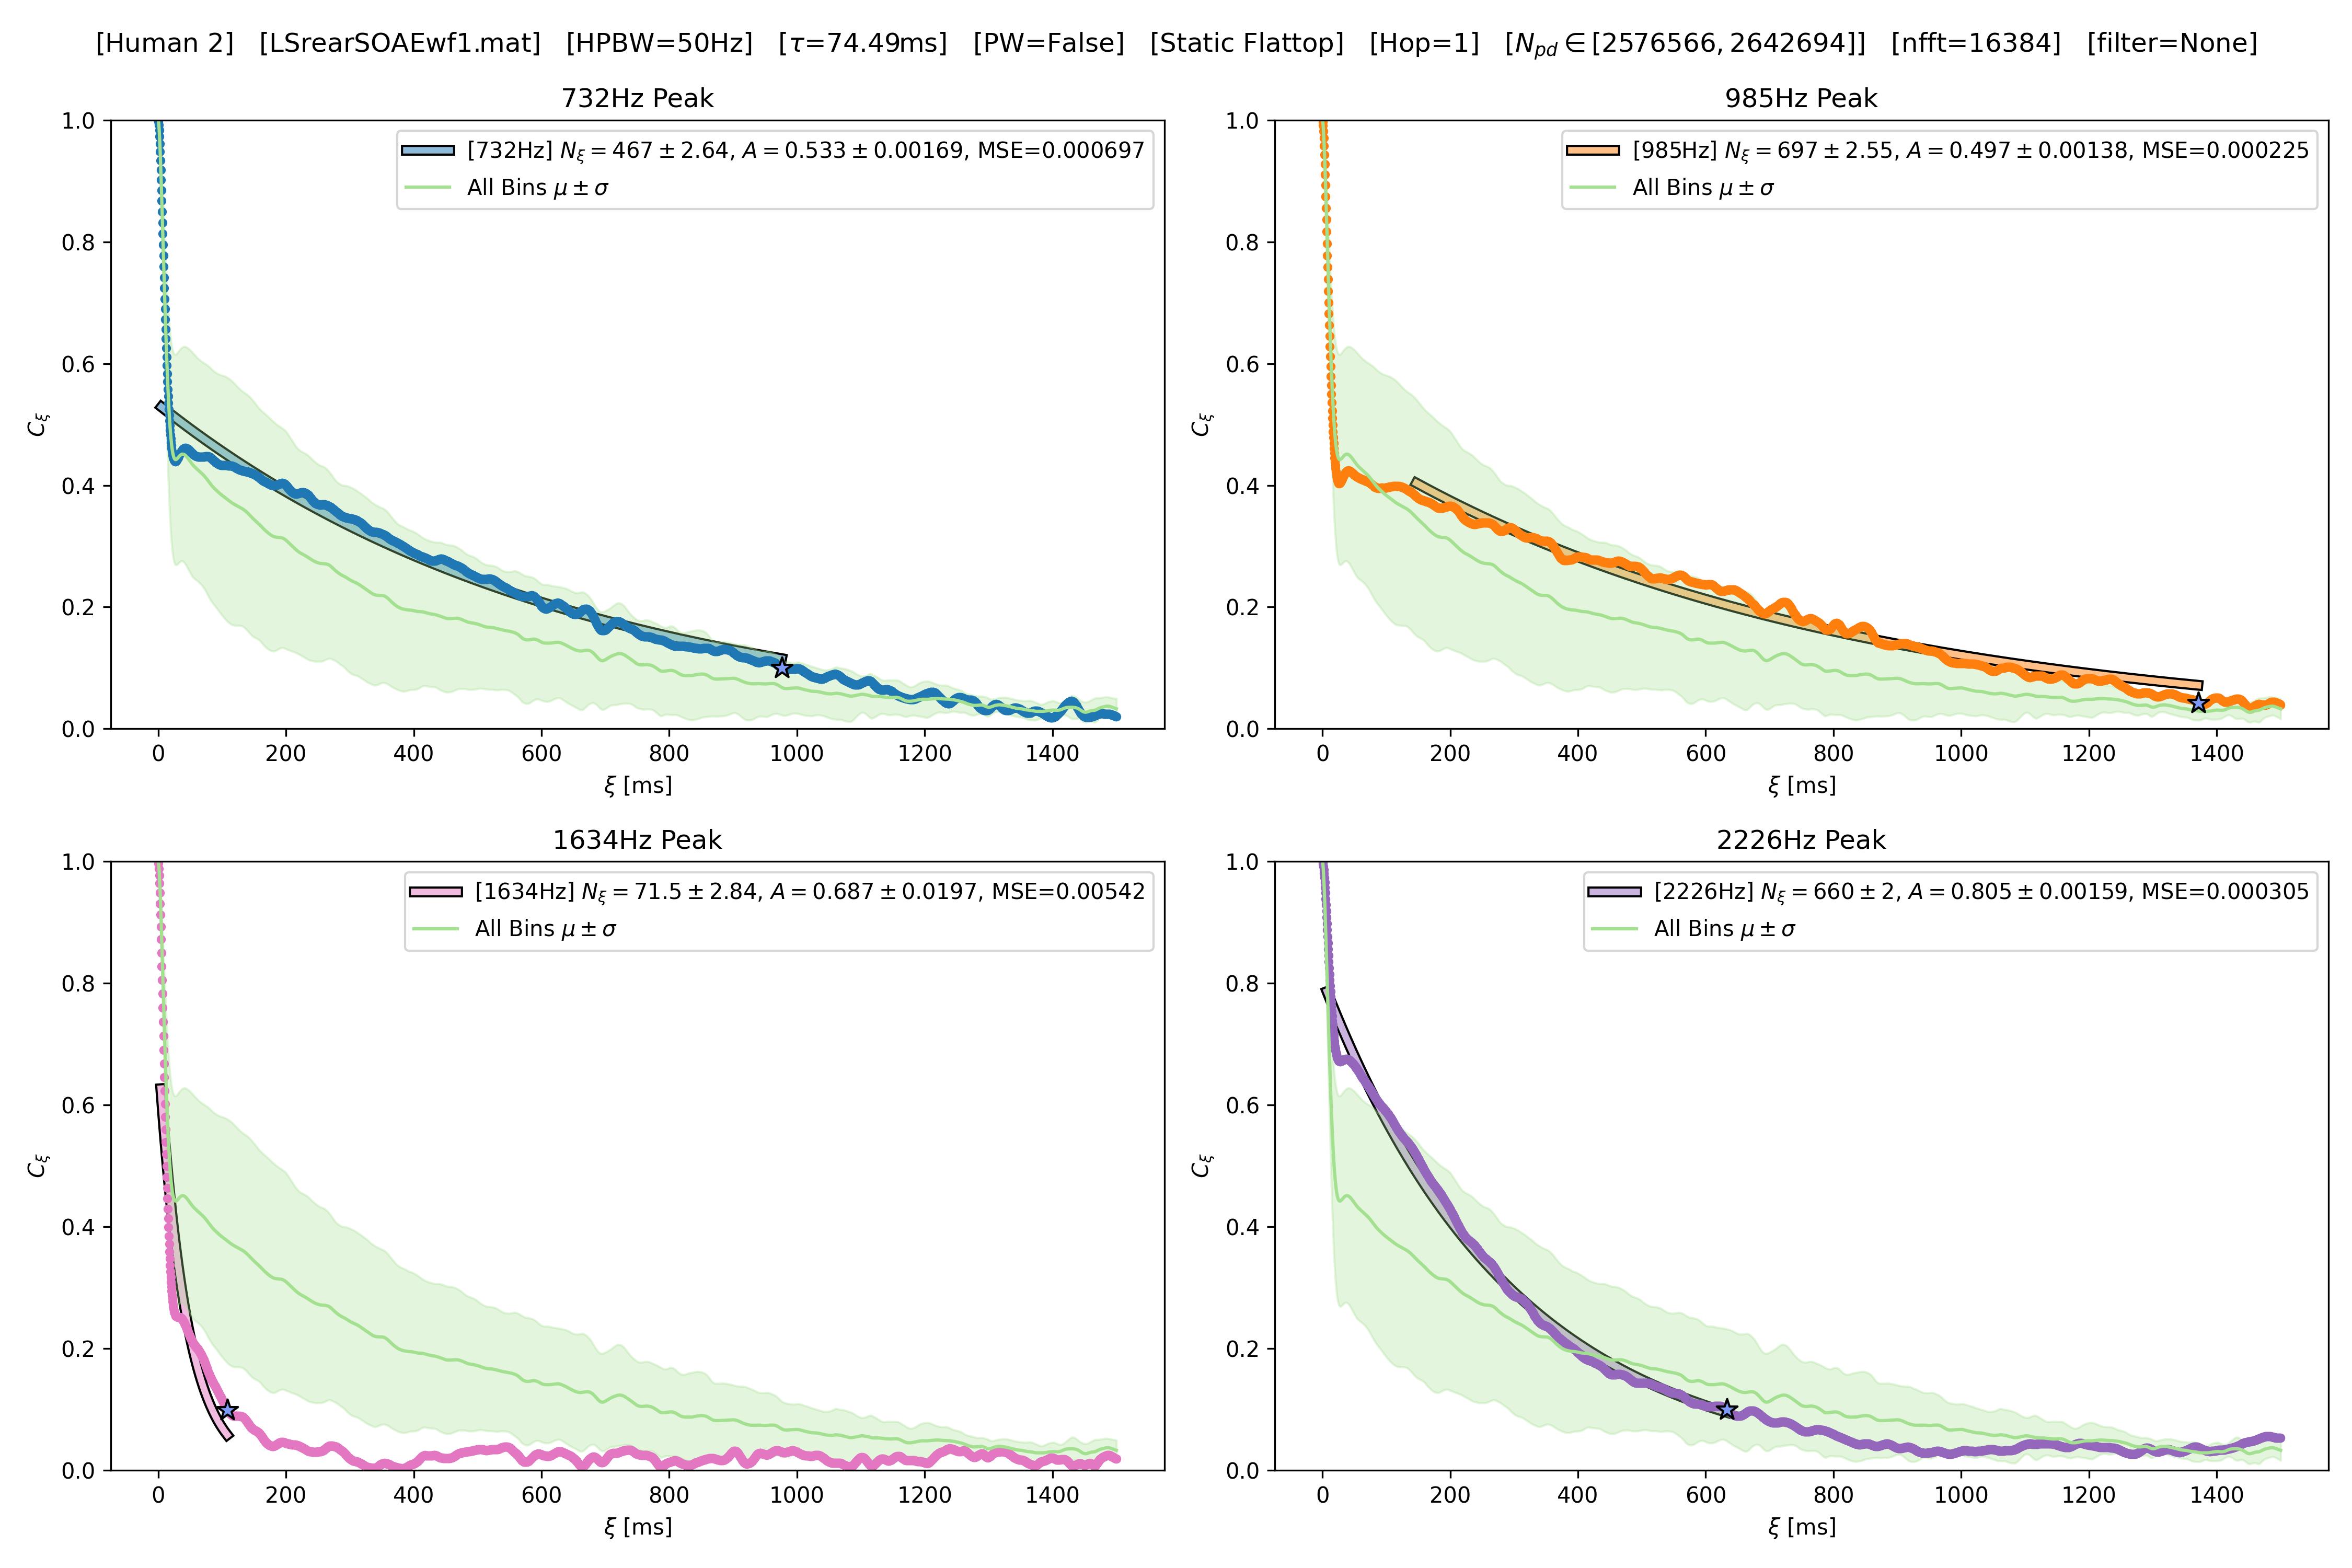 [Human 2] [LSrearSOAEwf1.mat] [HPBW=50Hz] [τ=74.49ms] [PW=False] [Static Flattop] [Hop=1] [N_pd ∈ [2576566, 2642694]] [nfft=16384] [filter=None]
732Hz Peak
[732Hz] N_ξ = 467 ± 2.64, A = 0.533 ± 0.00169, MSE=0.000697
All Bins μ ± σ
1.0
0.8
0.6
0.4
0.2
0.0
C_ξ
0 200 400 600 800 1000 1200 1400
ξ [ms]
985Hz Peak
[985Hz] N_ξ = 697 ± 2.55, A = 0.497 ± 0.00138, MSE=0.000225
All Bins μ ± σ
1.0
0.8
0.6
0.4
0.2
0.0
C_ξ
0 200 400 600 800 1000 1200 1400
ξ [ms]
1634Hz Peak
[1634Hz] N_ξ = 71.5 ± 2.84, A = 0.687 ± 0.0197, MSE=0.00542
All Bins μ ± σ
1.0
0.8
0.6
0.4
0.2
0.0
C_ξ
0 200 400 600 800 1000 1200 1400
ξ [ms]
2226Hz Peak
[2226Hz] N_ξ = 660 ± 2, A = 0.805 ± 0.00159, MSE=0.000305
All Bins μ ± σ
1.0
0.8
0.6
0.4
0.2
0.0
C_ξ
0 200 400 600 800 1000 1200 1400
ξ [ms]